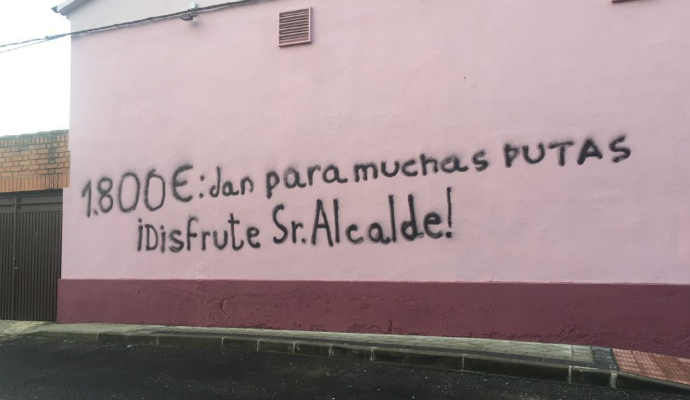 1.800€: dan para muchas PUTAS
¡Disfrute Sr. Alcalde!